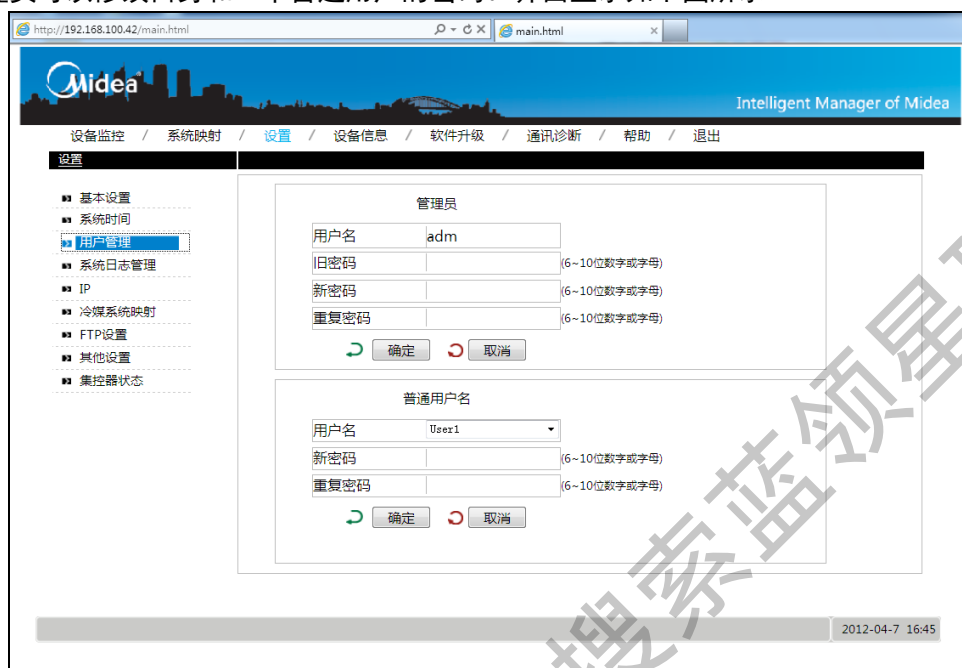 http://192.168.100.42/main.html
main.html
Midea
Intelligent Manager of Midea
设备监控 / 系统映射 / 设置 / 设备信息 / 软件升级 / 通讯诊断 / 帮助 / 退出
设置
基本设置
系统时间
用户管理
系统日志管理
IP
冷媒系统映射
FTP设置
其他设置
集控器状态
管理员
用户名 adm
旧密码 (6~10位数字或字母)
新密码 (6~10位数字或字母)
重复密码 (6~10位数字或字母)
确定 取消
普通用户名
用户名 User1
新密码 (6~10位数字或字母)
重复密码 (6~10位数字或字母)
确定 取消
2012-04-7 16:45
搜索蓝领星